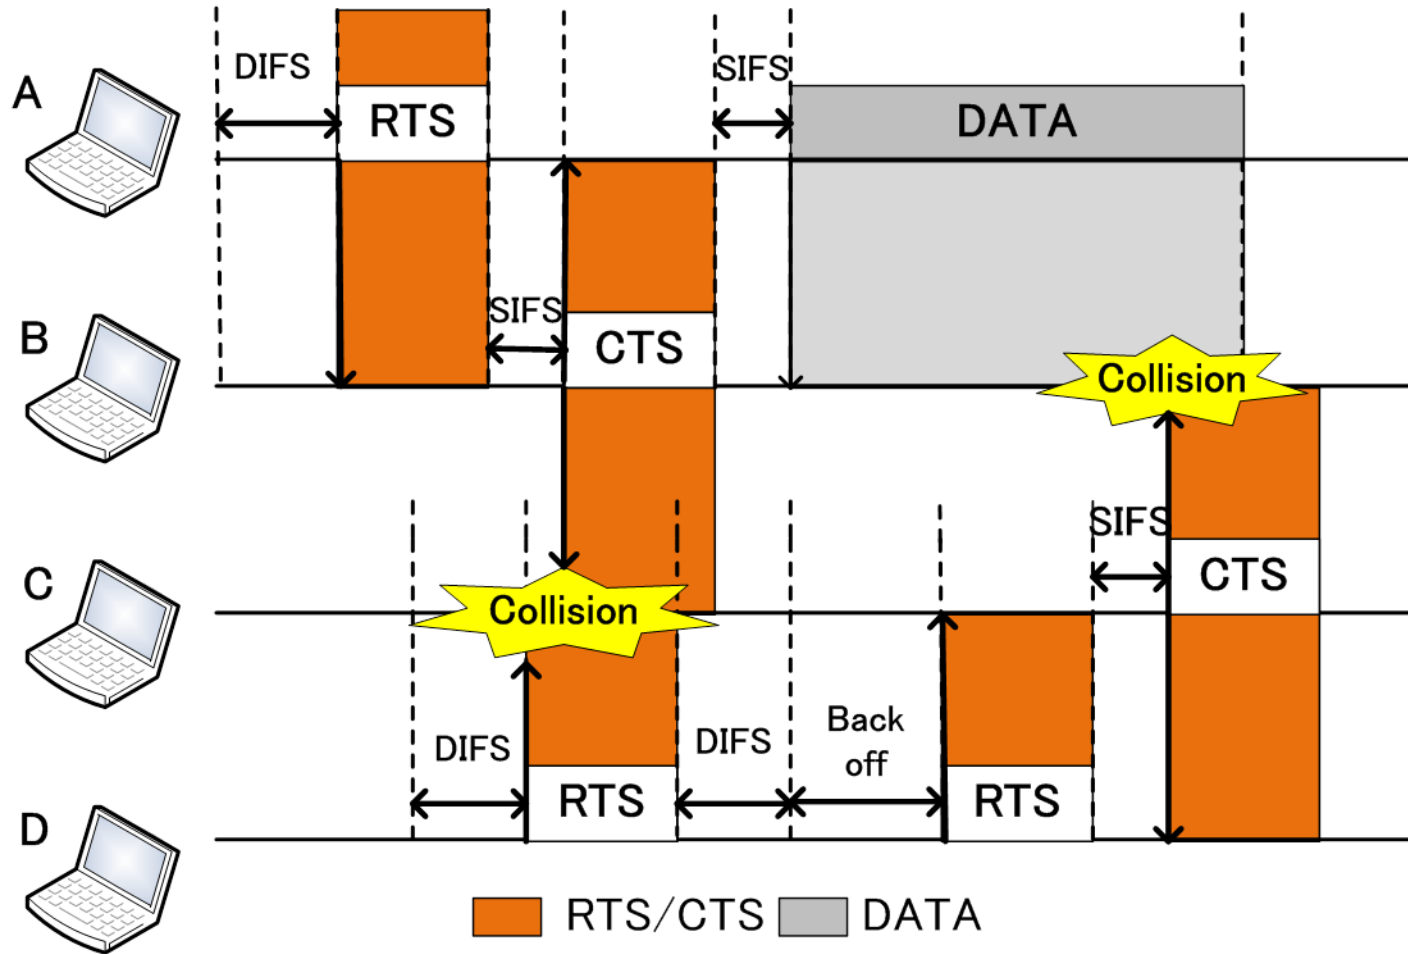 DIFS
SIFS
A
RTS
DATA
SIFS
B
CTS
Collision
SIFS
C
CTS
Collision
DIFS
DIFS
Back
off
D
RTS
RTS
RTS/CTS
DATA